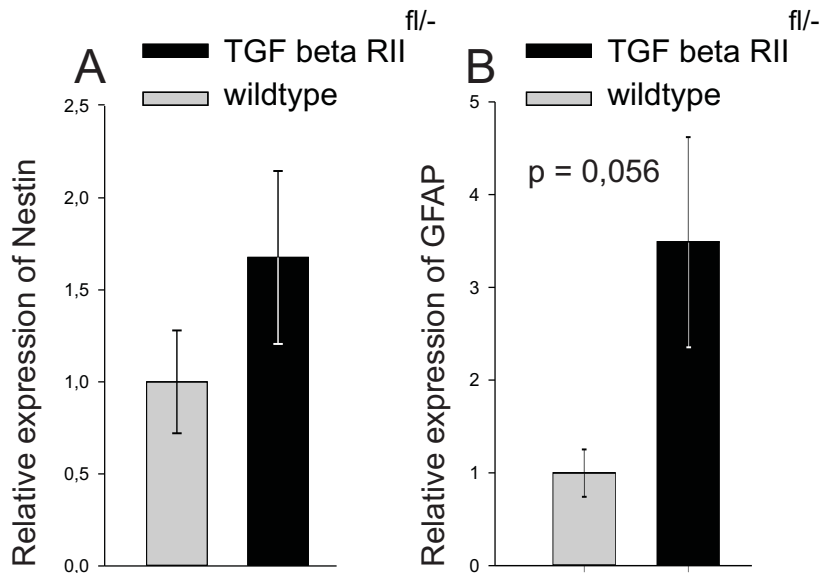 A
TGF beta RII fl/-
wildtype
Relative expression of Nestin
2,5
2,0
1,5
1,0
0,5
0,0
B
TGF beta RII fl/-
wildtype
p = 0,056
Relative expression of GFAP
5
4
3
2
1
0